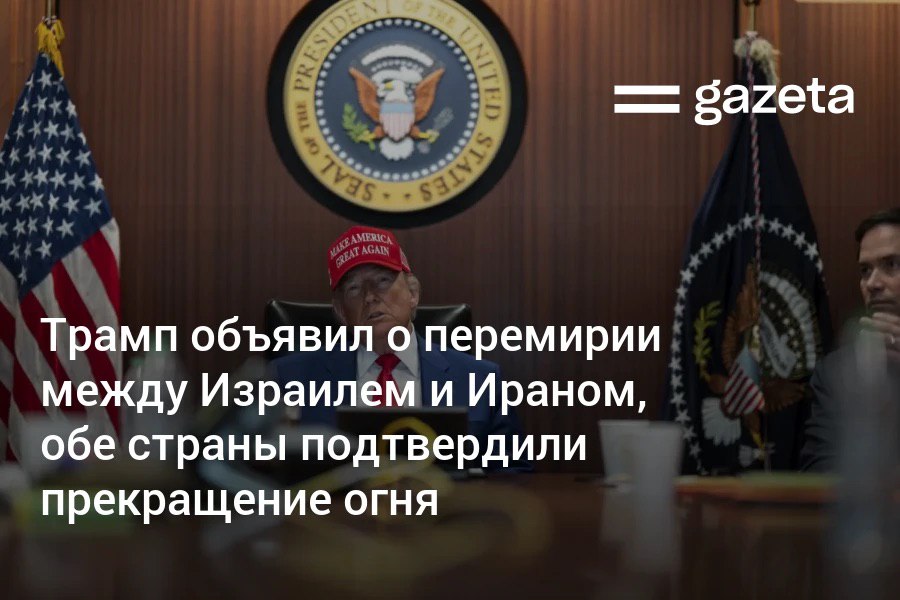 SEAL OF THE PRESIDENT OF THE UNITED STATES
gazeta
MAKE AMERICA
GREAT AGAIN
Трамп объявил о перемирии
между Израилем и Ираном,
обе страны подтвердили
прекращение огня